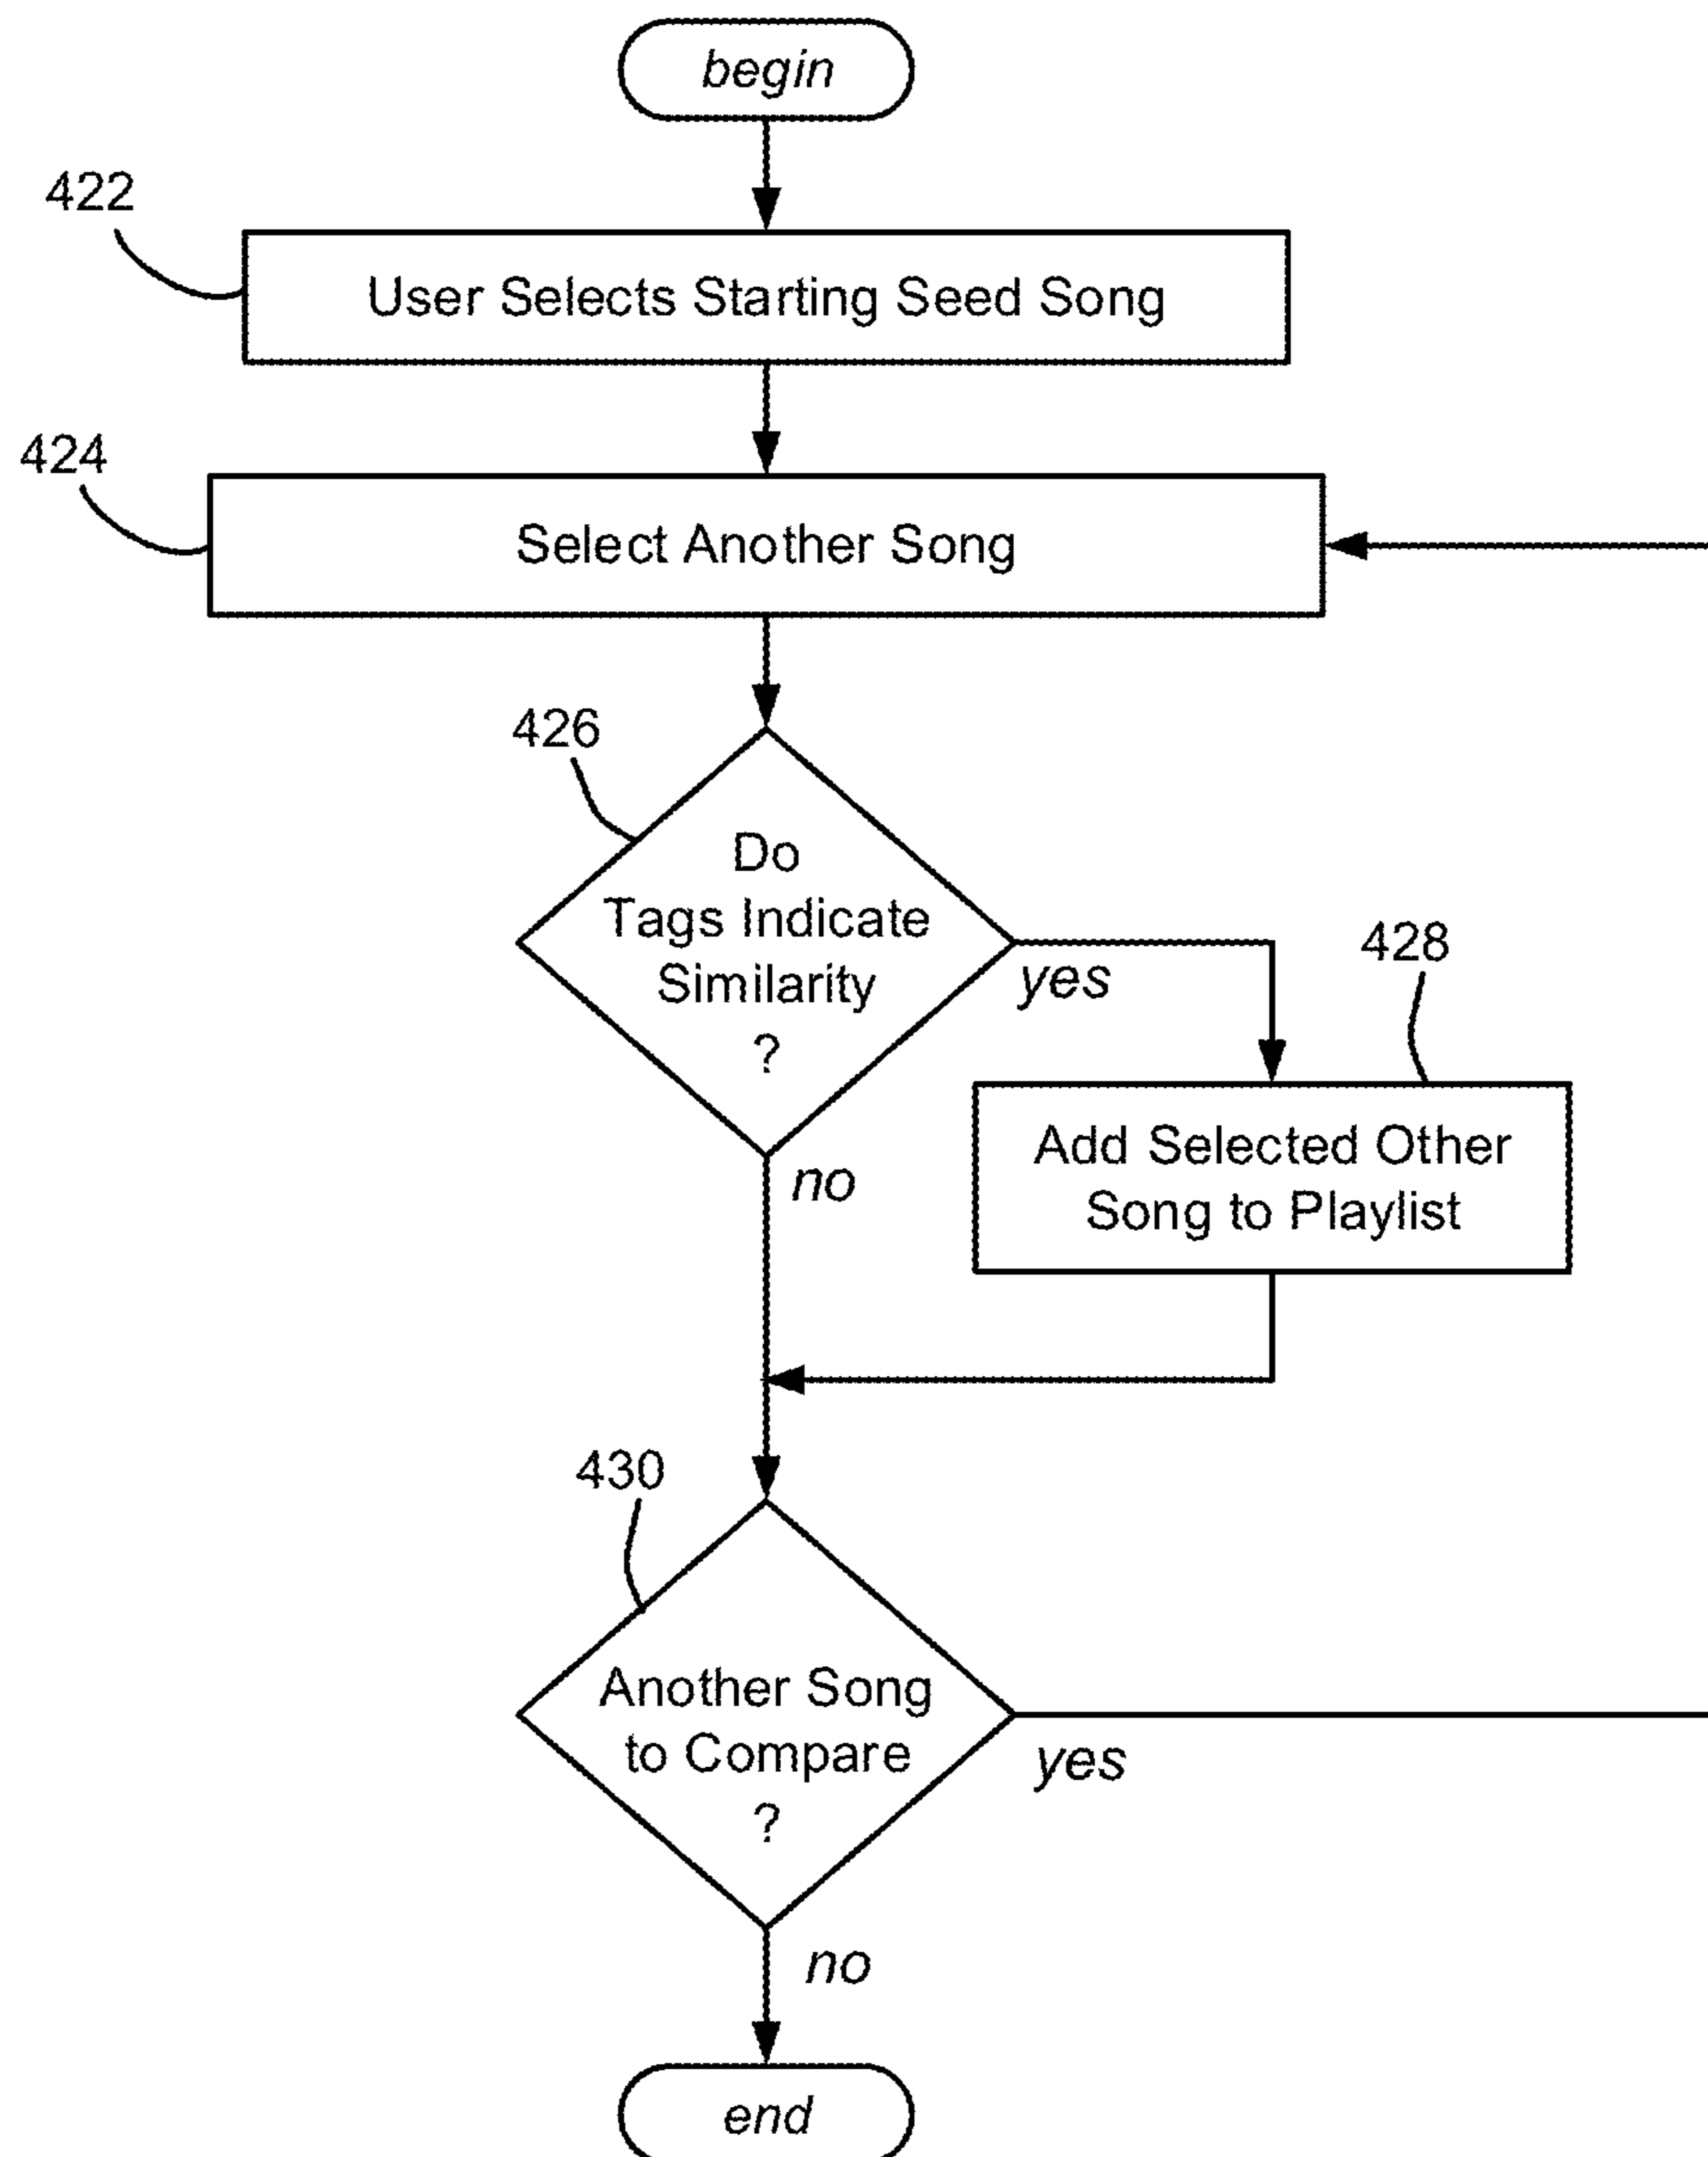 begin
422
User Selects Starting Seed Song
424
Select Another Song
426
Do
Tags Indicate
Similarity
?
yes
428
Add Selected Other
Song to Playlist
no
430
Another Song
to Compare
?
yes
no
end